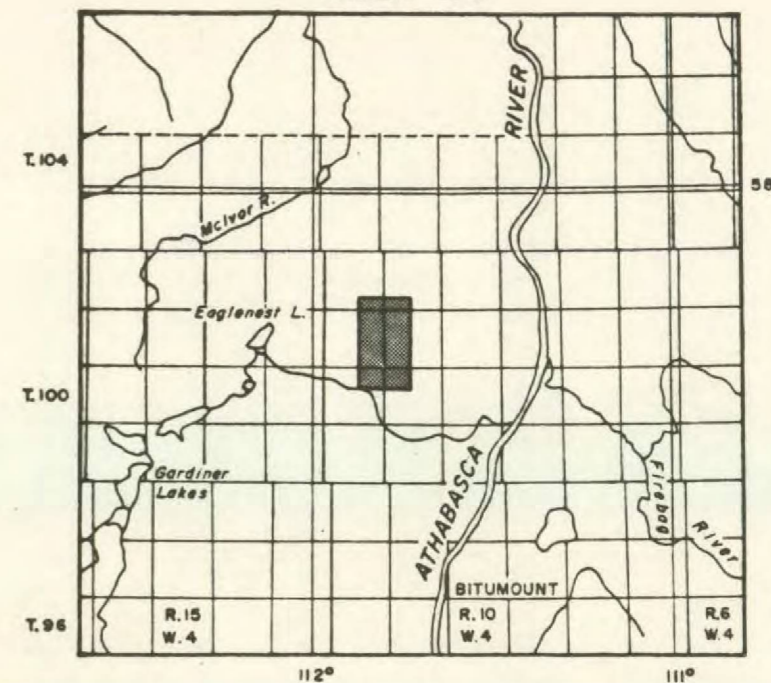 T. 104
58
McIvor R.
RIVER
Eaglenest L.
T. 100
Gardiner
Lakes
ATHABASCA
Firebag
River
BITUMOUNT
T. 96
R. 15
W. 4
R. 10
W. 4
R. 6
W. 4
112°
111°